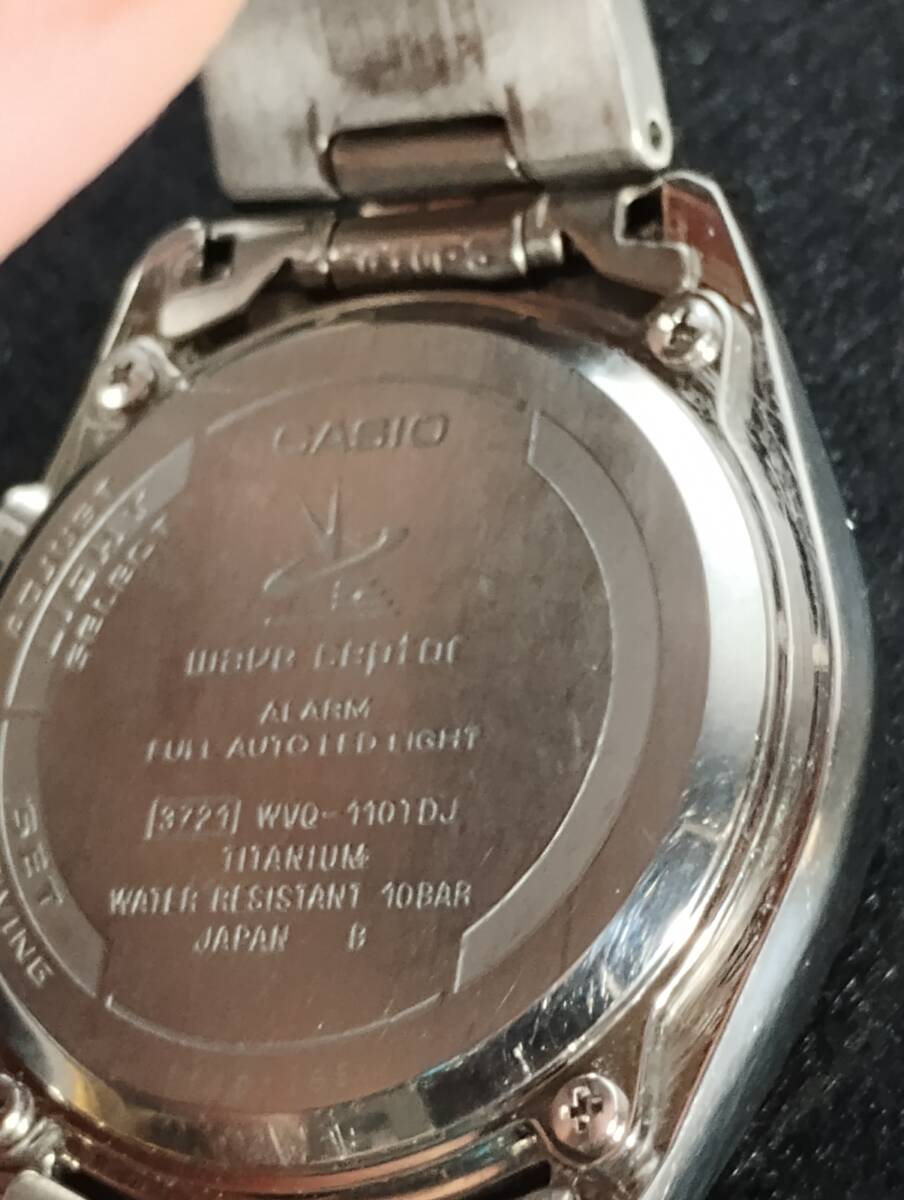 CASIO
wave ceptor
ALARM
FULL AUTO LED LIGHT
3721 WVQ-110TDJ
TITANIUM
WATER RESISTANT 10BAR
JAPAN B
ADJUST
LIGHT
SELECT
SET